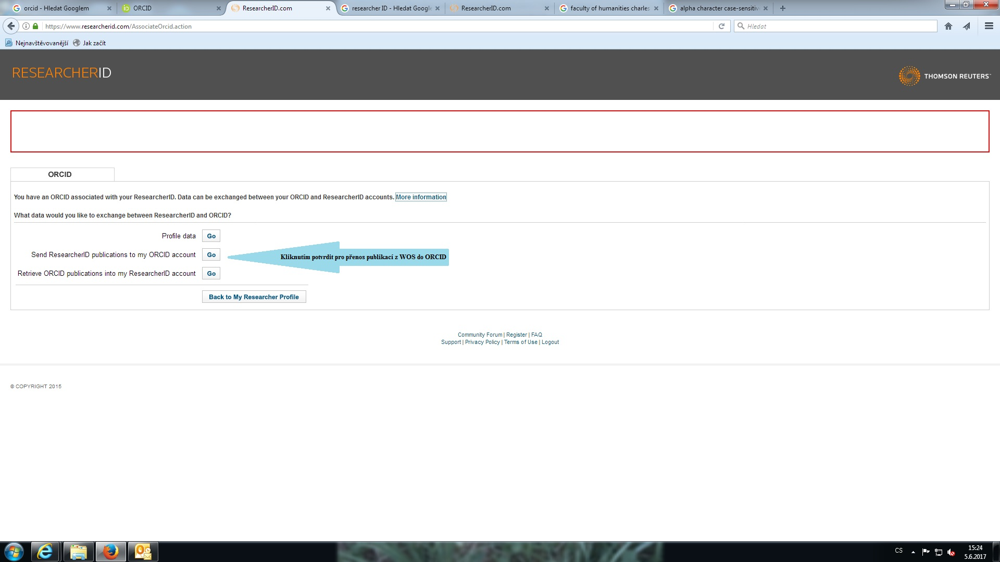 orcid - Hledat Googlem
ORCID
ResearcherID.com
researcher ID - Hledat Googl
ResearcherID.com
faculty of humanities charles
alpha character case-sensitiv
https://www.researcherid.com/AssociateOrcid.action
Hledat
Nejnavštěvovanější
Jak začít
RESEARCHERID
THOMSON REUTERS
ORCID
You have an ORCID associated with your ResearcherID. Data can be exchanged between your ORCID and ResearcherID accounts. More information
What data would you like to exchange between ResearcherID and ORCID?
Profile data Go
Send ResearcherID publications to my ORCID account Go
Kliknutím potvrdit pro přenos publikací z WOS do ORCID
Retrieve ORCID publications into my ResearcherID account Go
Back to My Researcher Profile
Community Forum | Register | FAQ
Support | Privacy Policy | Terms of Use | Logout
© COPYRIGHT 2015
CS
15:24
5.6.2017